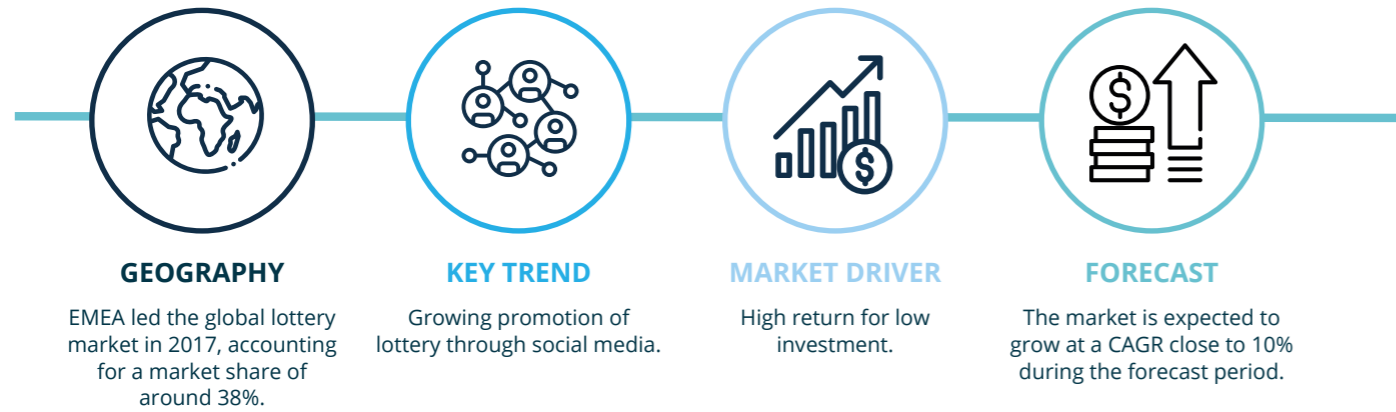 GEOGRAPHY
EMEA led the global lottery
market in 2017, accounting
for a market share of
around 38%.
KEY TREND
Growing promotion of
lottery through social media.
MARKET DRIVER
High return for low
investment.
FORECAST
The market is expected to
grow at a CAGR close to 10%
during the forecast period.